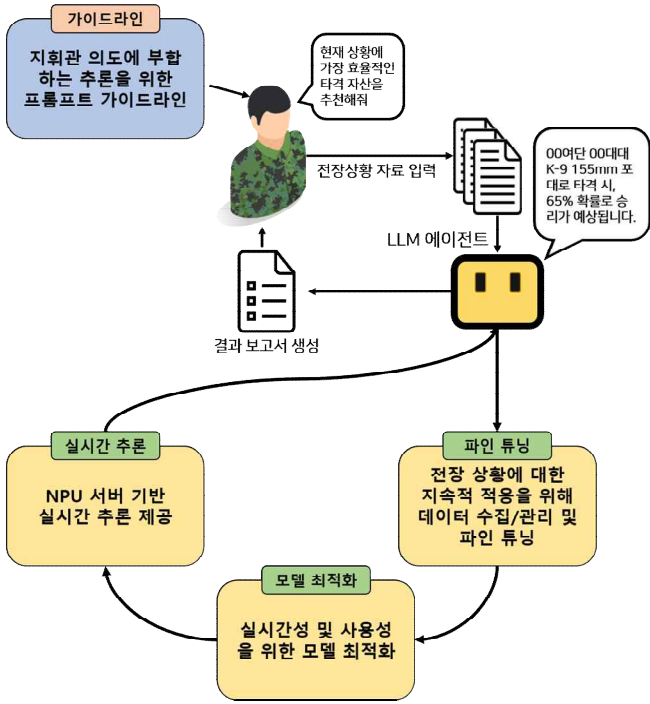 가이드라인
지휘관 의도에 부합
하는 추론을 위한
프롬프트 가이드라인
현재 상황에
가장 효율적인
타격 자산을
추천해줘
전장상황 자료 입력
00여단 00대대
K-9 155mm 포
대로 타격 시,
65% 확률로 승
리가 예상됩니다.
LLM 에이전트
결과 보고서 생성
실시간 추론
NPU 서버 기반
실시간 추론 제공
파인 튜닝
전장 상황에 대한
지속적 적응을 위해
데이터 수집/관리 및
파인 튜닝
모델 최적화
실시간성 및 사용성
을 위한 모델 최적화